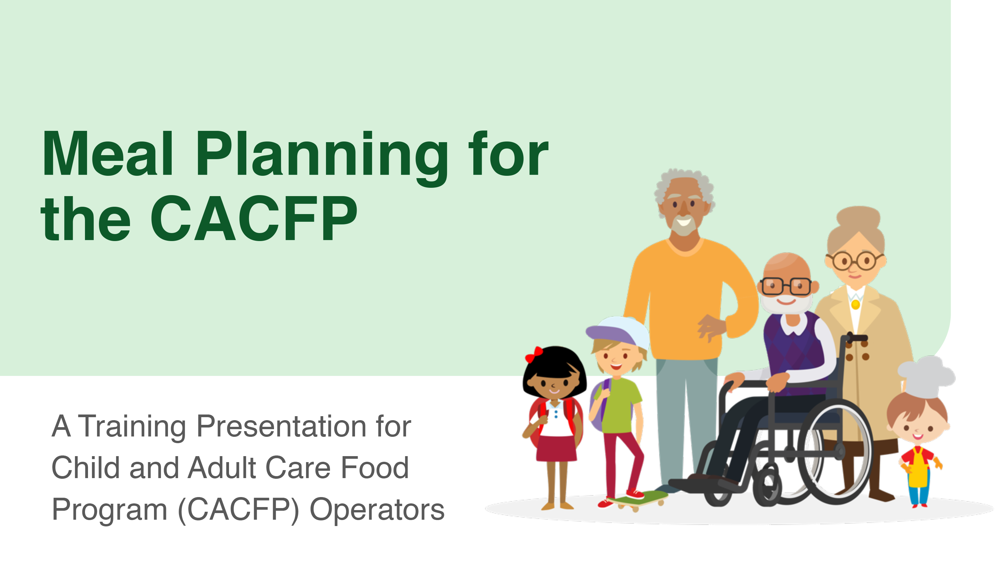 Meal Planning for
the CACFP
A Training Presentation for
Child and Adult Care Food
Program (CACFP) Operators